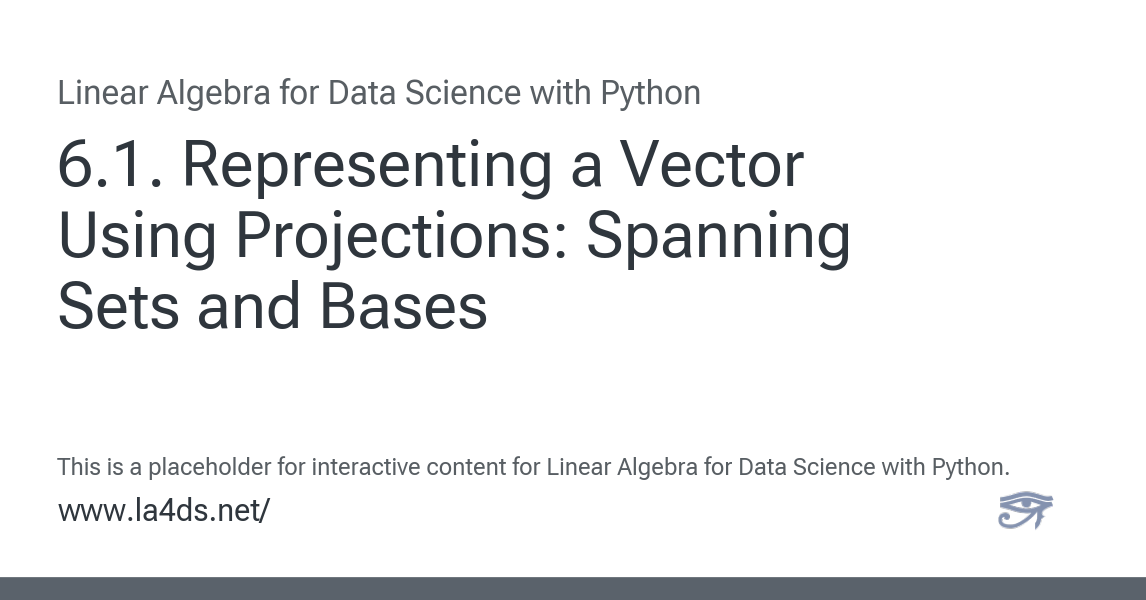 Linear Algebra for Data Science with Python
6.1. Representing a Vector
Using Projections: Spanning
Sets and Bases
This is a placeholder for interactive content for Linear Algebra for Data Science with Python.
www.la4ds.net/